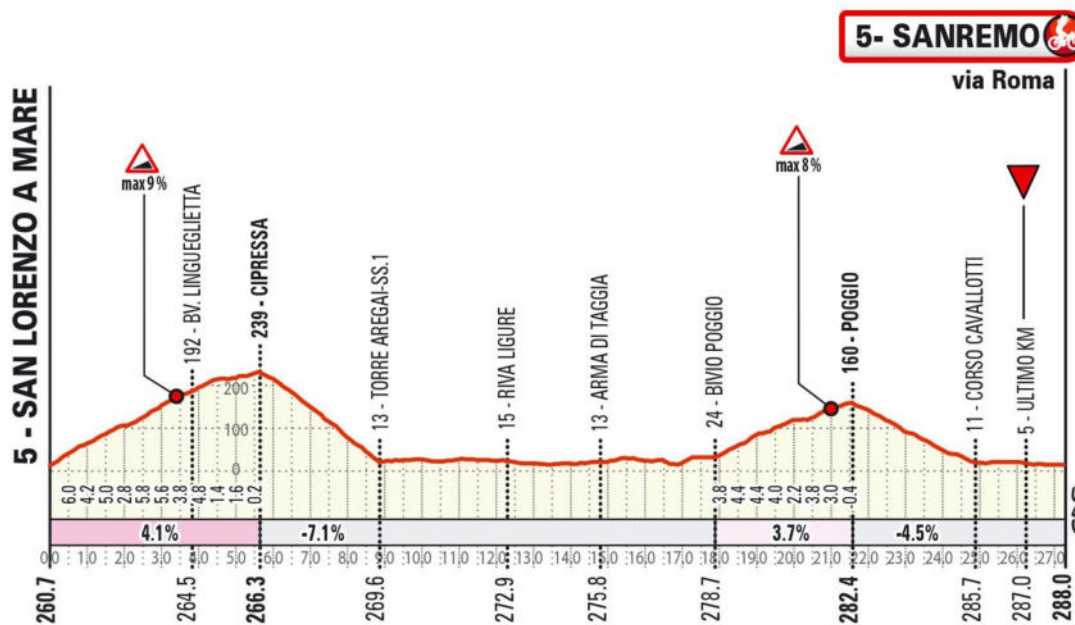 5- SANREMO
via Roma
5 - SAN LORENZO A MARE
max 9%
192 - BV. LINGUEGLIETTA
239 - CIPRESSA
13 - TORRE AREGAI-SS.1
15 - RIVA LIGURE
13 - ARMA DI TAGGIA
24 - BIVIO POGGIO
max 8%
160 - POGGIO
11 - CORSO CAVALLOTTI
5 - ULTIMO KM
200
100
0
6.0 4.2 5.0 2.8 5.8 5.6 3.8 4.8 1.4 1.6 0.2
3.8 4.4 4.4 4.0 2.2 3.8 3.0 -0.4
4.1% -7.1% 3.7% -4.5%
0.0 1.0 2.0 3.0 4.0 5.0 6.0 7.0 8.0 9.0 10.0 11.0 12.0 13.0 14.0 15.0 16.0 17.0 18.0 19.0 20.0 21.0 22.0 23.0 24.0 25.0 26.0 27.0
260.7
264.5
266.3
269.6
272.9
275.8
278.7
282.4
285.7
287.0
288.0